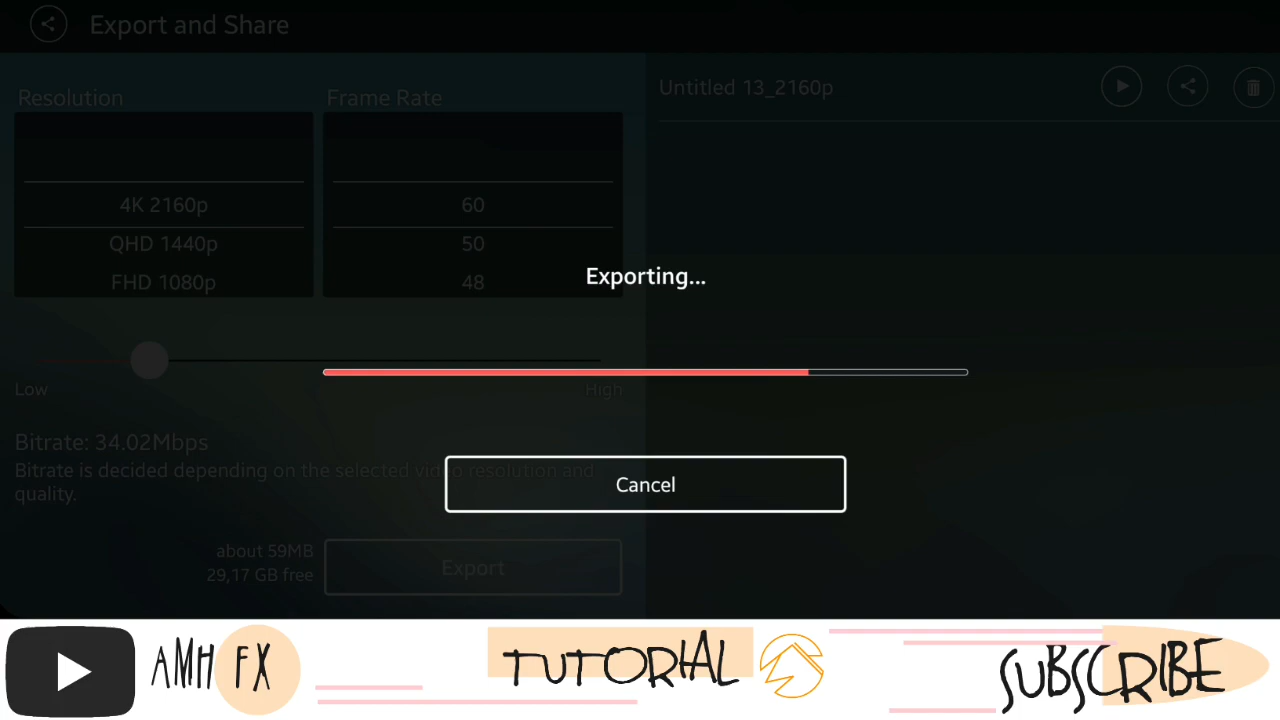 Export and Share
Resolution
Frame Rate
Untitled 13_2160p
4K 2160p
60
QHD 1440p
50
FHD 1080p
48
Exporting...
Low
High
Bitrate: 34.02Mbps
Bitrate is decided depending on the selected video resolution and
quality.
Cancel
about 59MB
29,17 GB free
Export
AMH FX
TUTORIAL
SUBSCRIBE